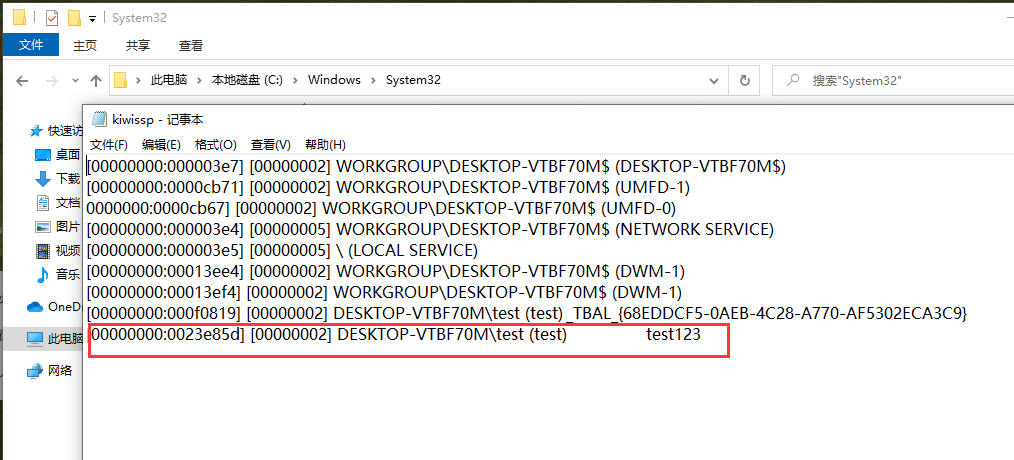 System32
文件 主页 共享 查看
此电脑 本地磁盘 (C:) Windows System32 搜索"System32"
kiwissp - 记事本
文件(F) 编辑(E) 格式(O) 查看(V) 帮助(H)
快速访
桌面
下载
文档
图片
视频
音乐
OneD
此电脑
网络
[00000000:000003e7] [00000002] WORKGROUP\DESKTOP-VTBF70M$ (DESKTOP-VTBF70M$)
[00000000:0000cb71] [00000002] WORKGROUP\DESKTOP-VTBF70M$ (UMFD-1)
00000000:0000cb67] [00000002] WORKGROUP\DESKTOP-VTBF70M$ (UMFD-0)
[00000000:000003e4] [00000005] WORKGROUP\DESKTOP-VTBF70M$ (NETWORK SERVICE)
[00000000:000003e5] [00000005] \ (LOCAL SERVICE)
[00000000:00013ee4] [00000002] WORKGROUP\DESKTOP-VTBF70M$ (DWM-1)
[00000000:00013ef4] [00000002] WORKGROUP\DESKTOP-VTBF70M$ (DWM-1)
[00000000:000f0819] [00000002] DESKTOP-VTBF70M\test (test) _TBAL_{68EDDCF5-0AEB-4C28-A770-AF5302ECA3C9}
[00000000:0023e85d] [00000002] DESKTOP-VTBF70M\test (test) test123